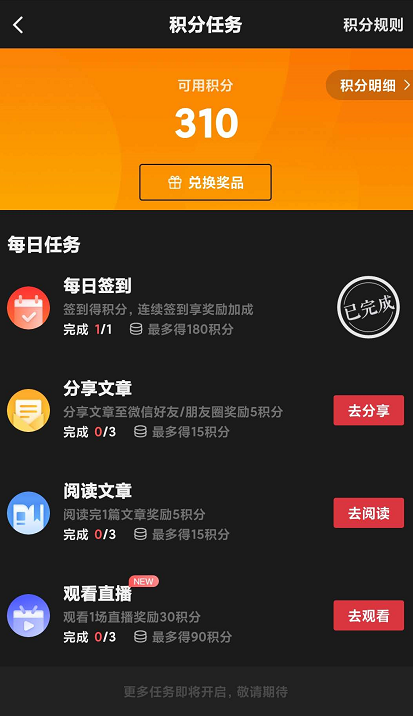 积分任务
积分规则
可用积分
积分明细
310
兑换奖品
每日任务
每日签到
签到得积分，连续签到享奖励加成
完成 1/1 最多得180积分
已完成
分享文章
分享文章至微信好友/朋友圈奖励5积分
完成 0/3 最多得15积分
去分享
阅读文章
阅读完1篇文章奖励5积分
完成 0/3 最多得15积分
去阅读
观看直播 NEW
观看1场直播奖励30积分
完成 0/3 最多得90积分
去观看
更多任务即将开启，敬请期待